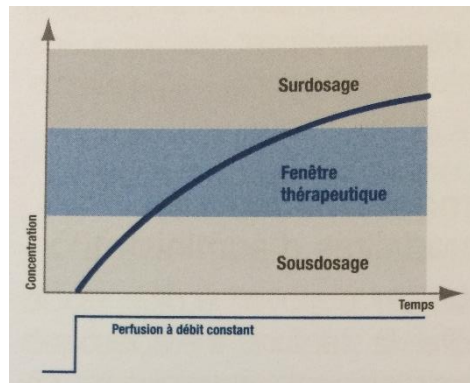 Surdosage
Fenêtre
thérapeutique
Sousdosage
Concentration
Temps
Perfusion à débit constant